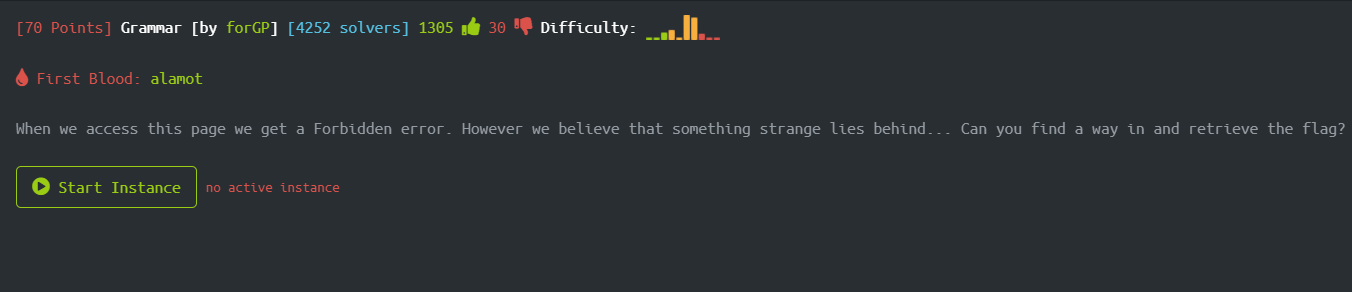 [70 Points] Grammar [by forGP] [4252 solvers] 1305 30 Difficulty:
First Blood: alamot
When we access this page we get a Forbidden error. However we believe that something strange lies behind... Can you find a way in and retrieve the flag?
Start Instance no active instance